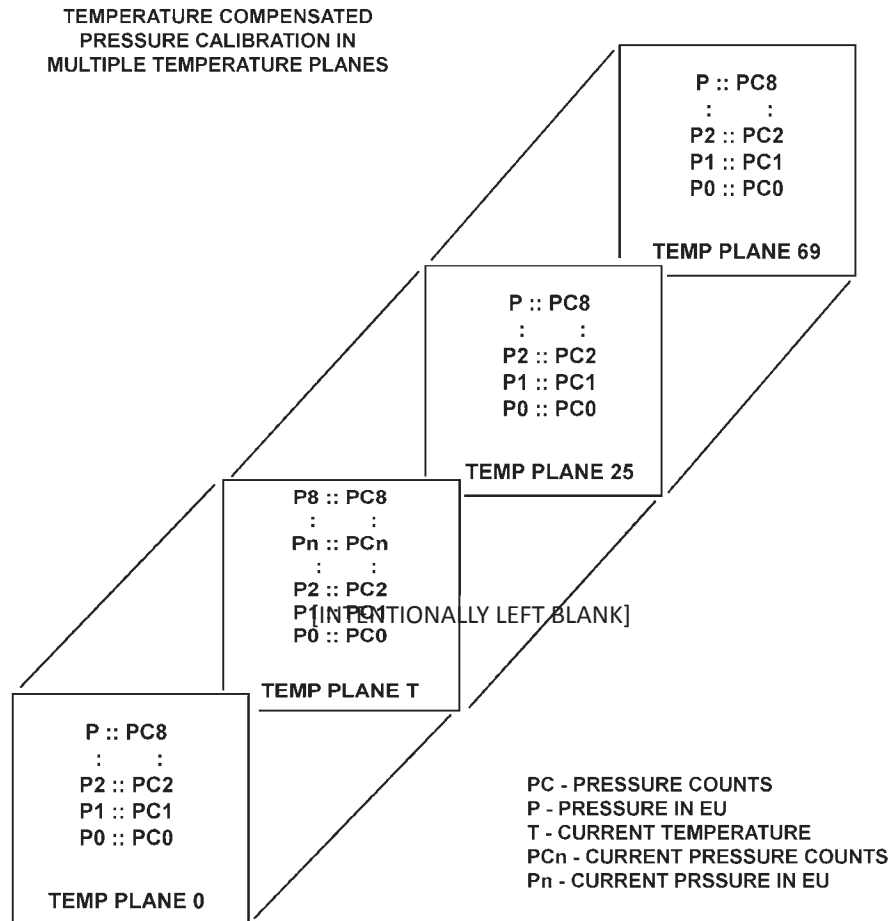 TEMPERATURE COMPENSATED
PRESSURE CALIBRATION IN
MULTIPLE TEMPERATURE PLANES
P :: PC8
: :
P2 :: PC2
P1 :: PC1
P0 :: PC0
TEMP PLANE 69
P :: PC8
: :
P2 :: PC2
P1 :: PC1
P0 :: PC0
TEMP PLANE 25
P8 :: PC8
: :
Pn :: PCn
: :
P2 :: PC2
P1 :: PC1
[INTENTIONALLY LEFT BLANK]
P0 :: PC0
TEMP PLANE T
P :: PC8
: :
P2 :: PC2
P1 :: PC1
P0 :: PC0
TEMP PLANE 0
PC - PRESSURE COUNTS
P - PRESSURE IN EU
T - CURRENT TEMPERATURE
PCn - CURRENT PRESSURE COUNTS
Pn - CURRENT PRSSURE IN EU